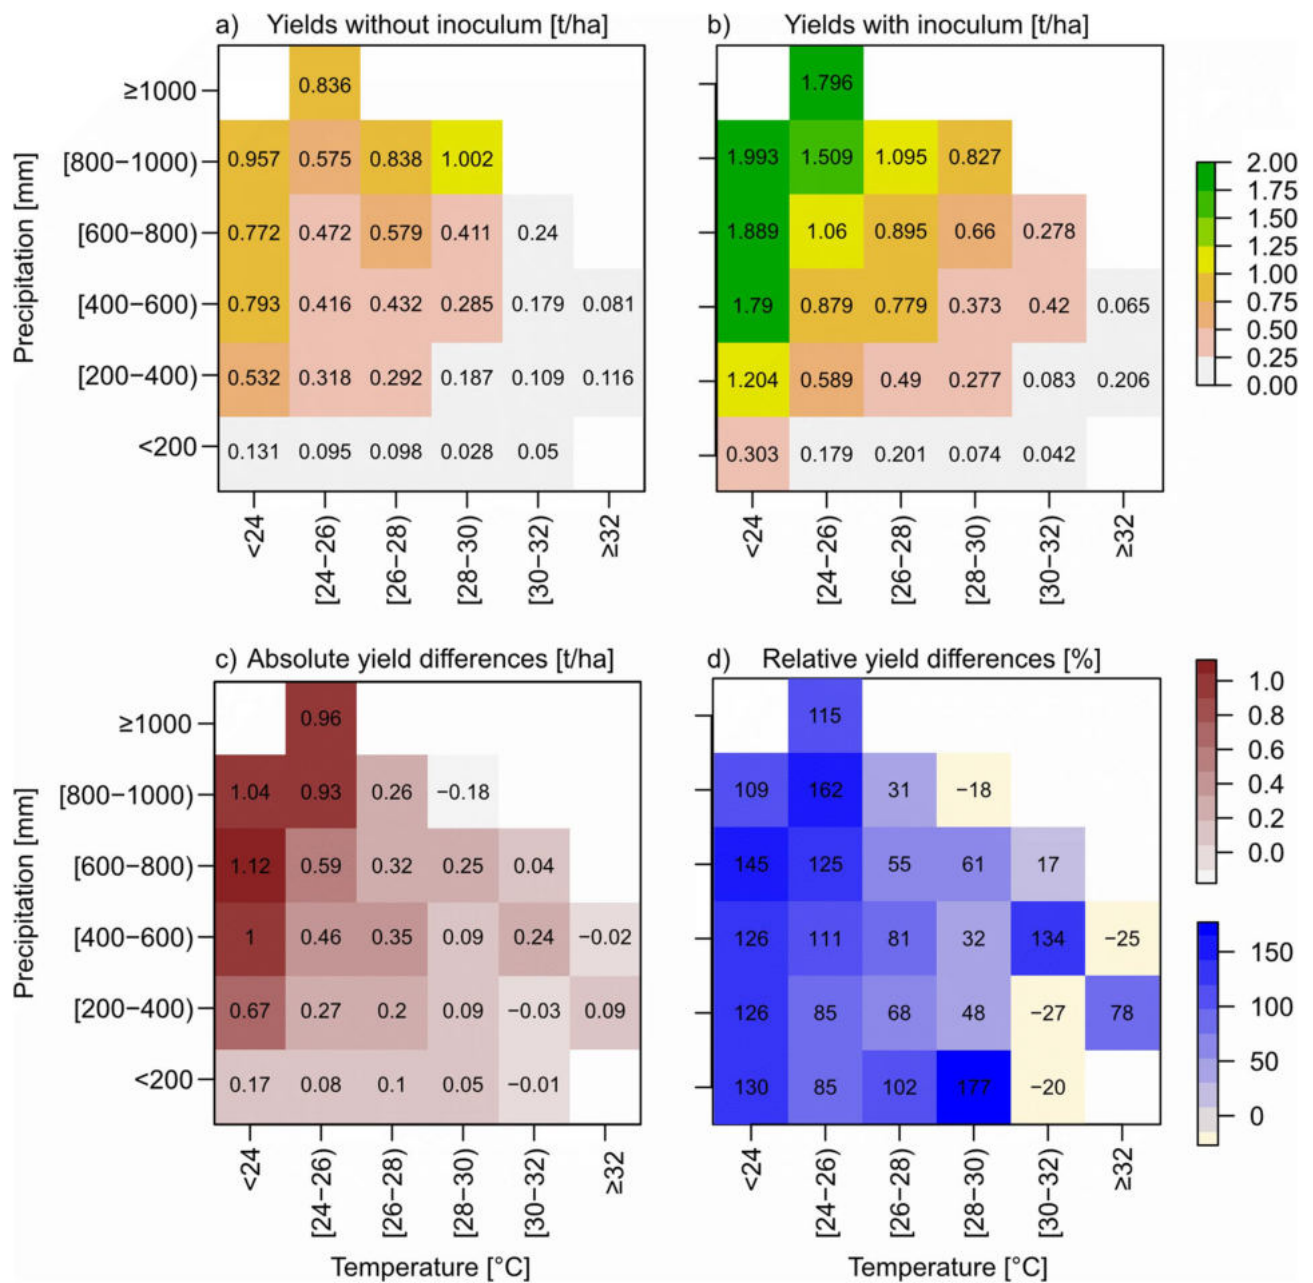 a) Yields without inoculum [t/ha]
b) Yields with inoculum [t/ha]
Precipitation [mm]
≥1000
0.836
1.796
[800−1000)
0.957 0.575 0.838 1.002
1.993 1.509 1.095 0.827
[600−800)
0.772 0.472 0.579 0.411 0.24
1.889 1.06 0.895 0.66 0.278
[400−600)
0.793 0.416 0.432 0.285 0.179 0.081
1.79 0.879 0.779 0.373 0.42 0.065
[200−400)
0.532 0.318 0.292 0.187 0.109 0.116
1.204 0.589 0.49 0.277 0.083 0.206
<200
0.131 0.095 0.098 0.028 0.05
0.303 0.179 0.201 0.074 0.042
<24 [24−26) [26−28) [28−30) [30−32) ≥32
<24 [24−26) [26−28) [28−30) [30−32) ≥32
2.00
1.75
1.50
1.25
1.00
0.75
0.50
0.25
0.00
c) Absolute yield differences [t/ha]
d) Relative yield differences [%]
Precipitation [mm]
≥1000
0.96
115
[800−1000)
1.04 0.93 0.26 −0.18
109 162 31 −18
[600−800)
1.12 0.59 0.32 0.25 0.04
145 125 55 61 17
[400−600)
1 0.46 0.35 0.09 0.24 −0.02
126 111 81 32 134 −25
[200−400)
0.67 0.27 0.2 0.09 −0.03 0.09
126 85 68 48 −27 78
<200
0.17 0.08 0.1 0.05 −0.01
130 85 102 177 −20
<24 [24−26) [26−28) [28−30) [30−32) ≥32
<24 [24−26) [26−28) [28−30) [30−32) ≥32
Temperature [°C]
Temperature [°C]
1.0
0.8
0.6
0.4
0.2
0.0
150
100
50
0